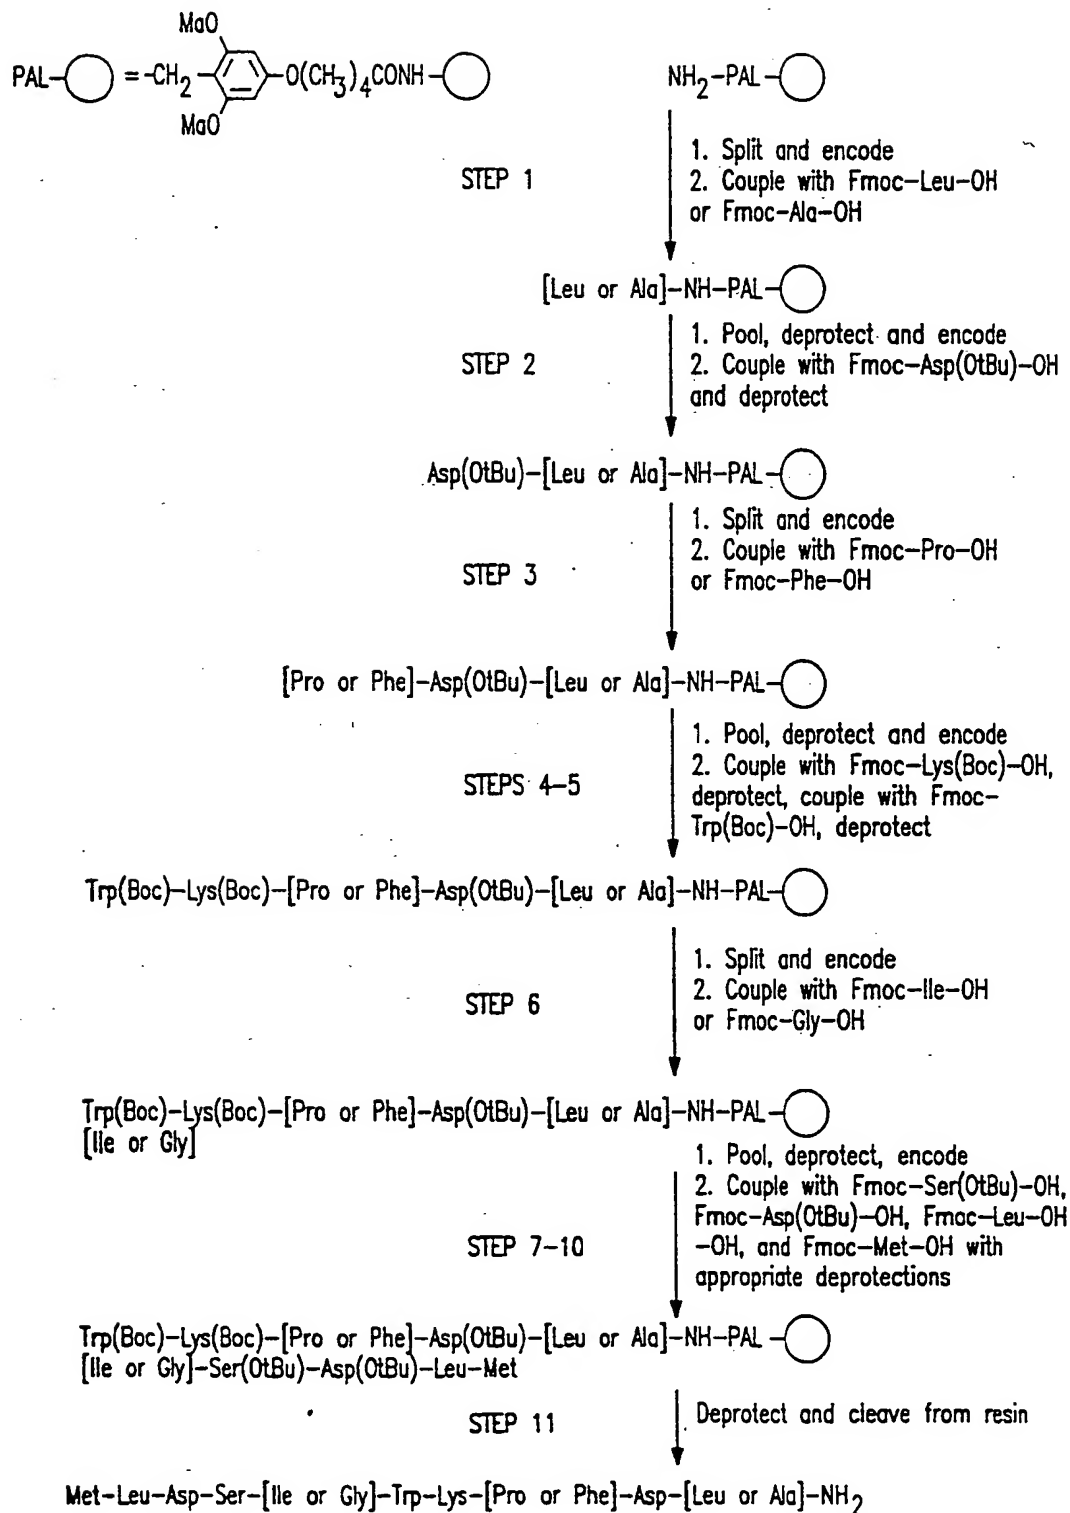 MaO
PAL– =–CH2 –O(CH3)4CONH–
MaO
NH2–PAL–
STEP 1
1. Split and encode
2. Couple with Fmoc–Leu–OH
or Fmoc–Ala–OH
[Leu or Ala]–NH–PAL–
STEP 2
1. Pool, deprotect and encode
2. Couple with Fmoc–Asp(OtBu)–OH
and deprotect
Asp(OtBu)–[Leu or Ala]–NH–PAL–
STEP 3
1. Split and encode
2. Couple with Fmoc–Pro–OH
or Fmoc–Phe–OH
[Pro or Phe]–Asp(OtBu)–[Leu or Ala]–NH–PAL–
STEPS 4–5
1. Pool, deprotect and encode
2. Couple with Fmoc–Lys(Boc)–OH,
deprotect, couple with Fmoc–
Trp(Boc)–OH, deprotect
Trp(Boc)–Lys(Boc)–[Pro or Phe]–Asp(OtBu)–[Leu or Ala]–NH–PAL–
STEP 6
1. Split and encode
2. Couple with Fmoc–Ile–OH
or Fmoc–Gly–OH
Trp(Boc)–Lys(Boc)–[Pro or Phe]–Asp(OtBu)–[Leu or Ala]–NH–PAL–
[Ile or Gly]
STEP 7–10
1. Pool, deprotect, encode
2. Couple with Fmoc–Ser(OtBu)–OH,
Fmoc–Asp(OtBu)–OH, Fmoc–Leu–OH
–OH, and Fmoc–Met–OH with
appropriate deprotections
Trp(Boc)–Lys(Boc)–[Pro or Phe]–Asp(OtBu)–[Leu or Ala]–NH–PAL–
[Ile or Gly]–Ser(OtBu)–Asp(OtBu)–Leu–Met
STEP 11
Deprotect and cleave from resin
Met–Leu–Asp–Ser–[Ile or Gly]–Trp–Lys–[Pro or Phe]–Asp–[Leu or Ala]–NH2